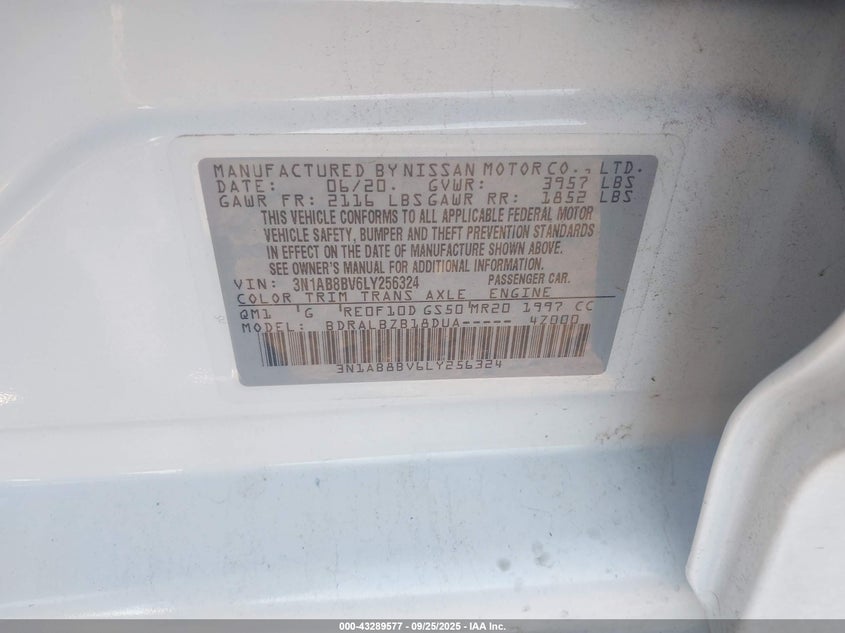 MANUFACTURED BY NISSAN MOTOR CO., LTD.
DATE: 06/20. GVWR: 3957 LBS
GAWR FR: 2116 LBS GAWR RR: 1852 LBS
THIS VEHICLE CONFORMS TO ALL APPLICABLE FEDERAL MOTOR
VEHICLE SAFETY, BUMPER AND THEFT PREVENTION STANDARDS
IN EFFECT ON THE DATE OF MANUFACTURE SHOWN ABOVE.
SEE OWNER'S MANUAL FOR ADDITIONAL INFORMATION.
VIN: 3N1AB8BV6LY256324 PASSENGER CAR.
COLOR TRIM TRANS AXLE ENGINE
QM1 'G 'RE0F10D GS50 MR20 1997 CC
MODEL: BDRALBZB18DUA----- 47000
3N1AB8BV6LY256324
000-43289577 - 09/25/2025 - IAA Inc.